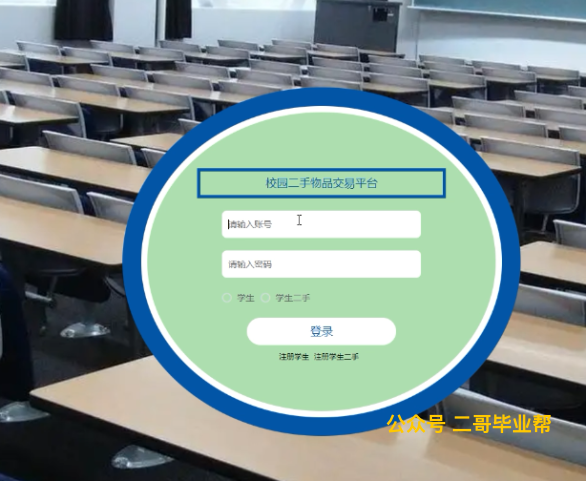 校园二手物品交易平台
请输入账号
请输入密码
学生 学生二手
登录
注册学生 注册学生二手
公众号 二哥毕业帮